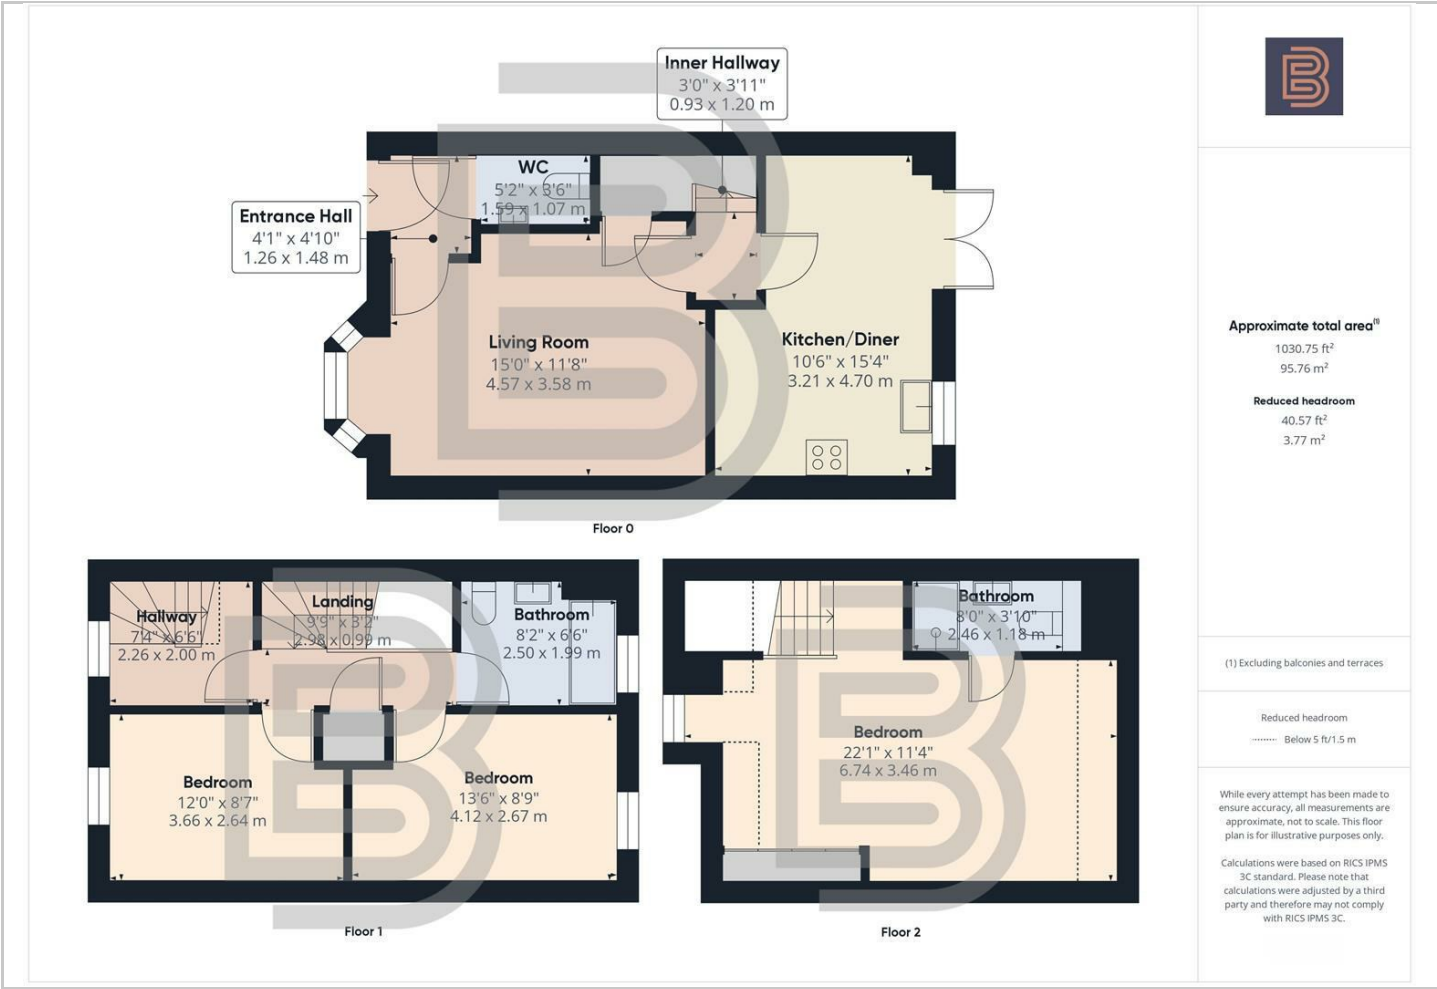 Inner Hallway
3'0" x 3'11"
0.93 x 1.20 m
WC
5'2" x 3'6"
1.59 x 1.07 m
Entrance Hall
4'1" x 4'10"
1.26 x 1.48 m
Living Room
15'0" x 11'8"
4.57 x 3.58 m
Kitchen/Diner
10'6" x 15'4"
3.21 x 4.70 m
Floor 0
Hallway
7'4" x 6'6"
2.26 x 2.00 m
Landing
9'9" x 3'2"
2.98 x 0.99 m
Bathroom
8'2" x 6'6"
2.50 x 1.99 m
Bedroom
12'0" x 8'7"
3.66 x 2.64 m
Bedroom
13'6" x 8'9"
4.12 x 2.67 m
Floor 1
Bathroom
8'0" x 3'10"
2.46 x 1.18 m
Bedroom
22'1" x 11'4"
6.74 x 3.46 m
Floor 2
B
Approximate total area(1)
1030.75 ft²
95.76 m²
Reduced headroom
40.57 ft²
3.77 m²
(1) Excluding balconies and terraces
Reduced headroom
Below 5 ft/1.5 m
While every attempt has been made to
ensure accuracy, all measurements are
approximate, not to scale. This floor
plan is for illustrative purposes only.
Calculations were based on RICS IPMS
3C standard. Please note that
calculations were adjusted by a third
party and therefore may not comply
with RICS IPMS 3C.